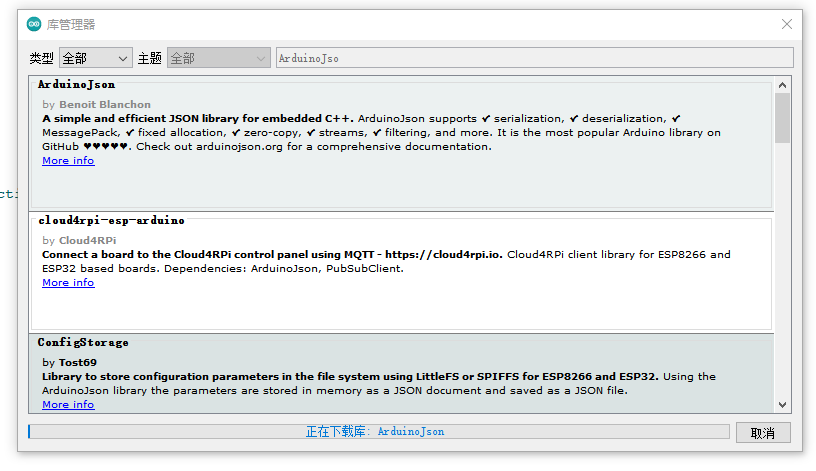 库管理器
类型 全部 主题 全部 ArduinoJso
ArduinoJson
by Benoit Blanchon
A simple and efficient JSON library for embedded C++. ArduinoJson supports ✔ serialization, ✔ deserialization, ✔
MessagePack, ✔ fixed allocation, ✔ zero-copy, ✔ streams, ✔ filtering, and more. It is the most popular Arduino library on
GitHub ♥♥♥♥♥. Check out arduinojson.org for a comprehensive documentation.
More info
cti
cloud4rpi-esp-arduino
by Cloud4RPi
Connect a board to the Cloud4RPi control panel using MQTT - https://cloud4rpi.io. Cloud4RPi client library for ESP8266 and
ESP32 based boards. Dependencies: ArduinoJson, PubSubClient.
More info
ConfigStorage
by Tost69
Library to store configuration parameters in the file system using LittleFS or SPIFFS for ESP8266 and ESP32. Using the
ArduinoJson library the parameters are stored in memory as a JSON document and saved as a JSON file.
More info
正在下载库: ArduinoJson
取消